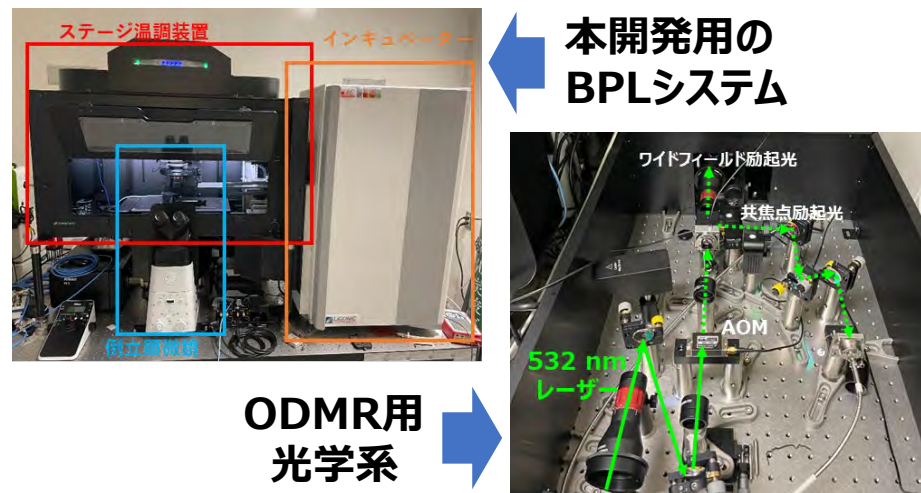 ステージ温調装置
インキュベーター
倒立顕微鏡
本開発用の
BPLシステム
ワイドフィールド励起光
共焦点励起光
AOM
532 nm
レーザー
ODMR用
光学系